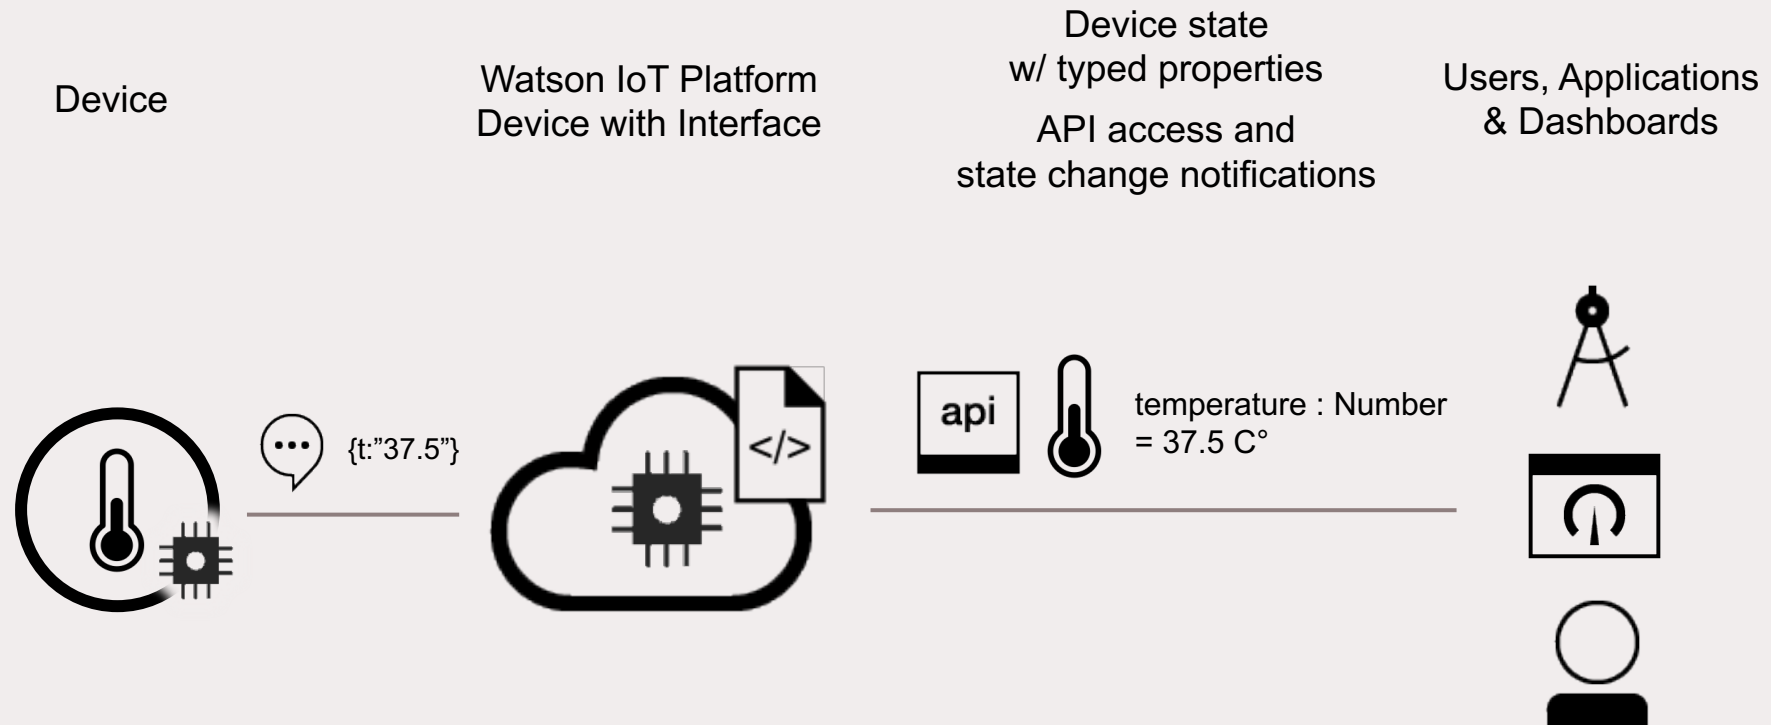 Device
Watson IoT Platform
Device with Interface
Device state
w/ typed properties
API access and
state change notifications
Users, Applications
& Dashboards
{t:”37.5”}
</>
api
temperature : Number
= 37.5 C°